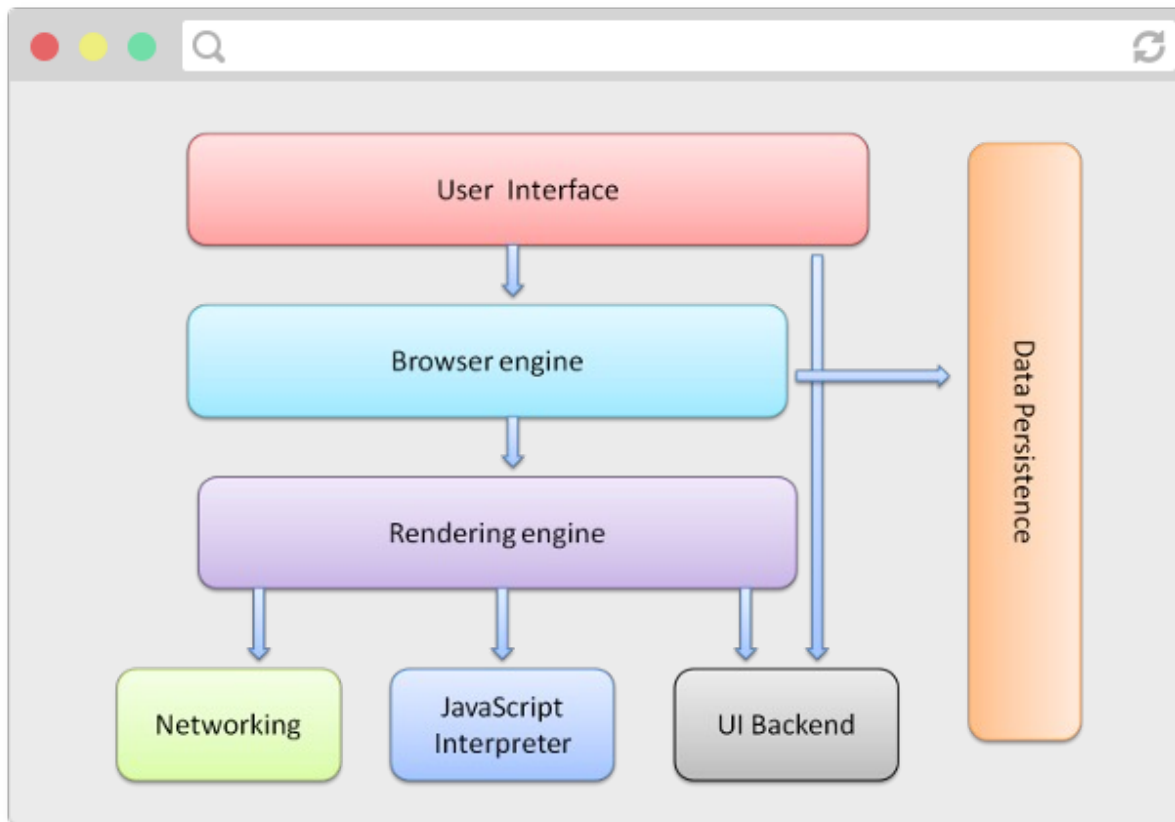 User Interface
Browser engine
Data Persistence
Rendering engine
Networking
JavaScript
Interpreter
UI Backend